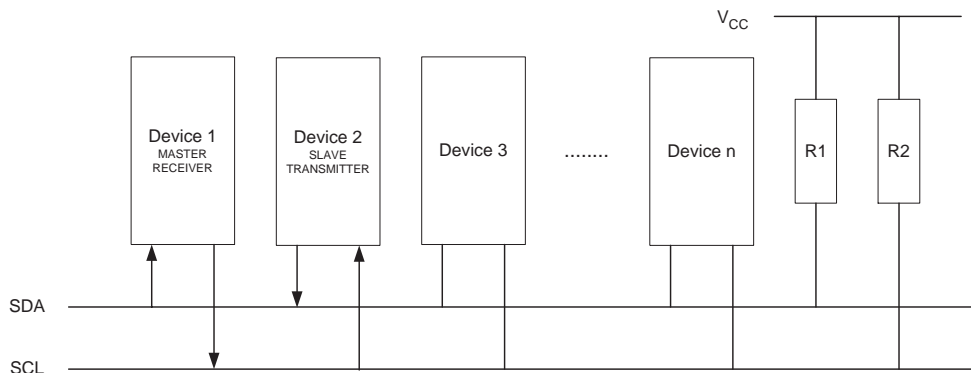 V_CC
Device 1
MASTER
RECEIVER
Device 2
SLAVE
TRANSMITTER
Device 3
........
Device n
R1
R2
SDA
SCL